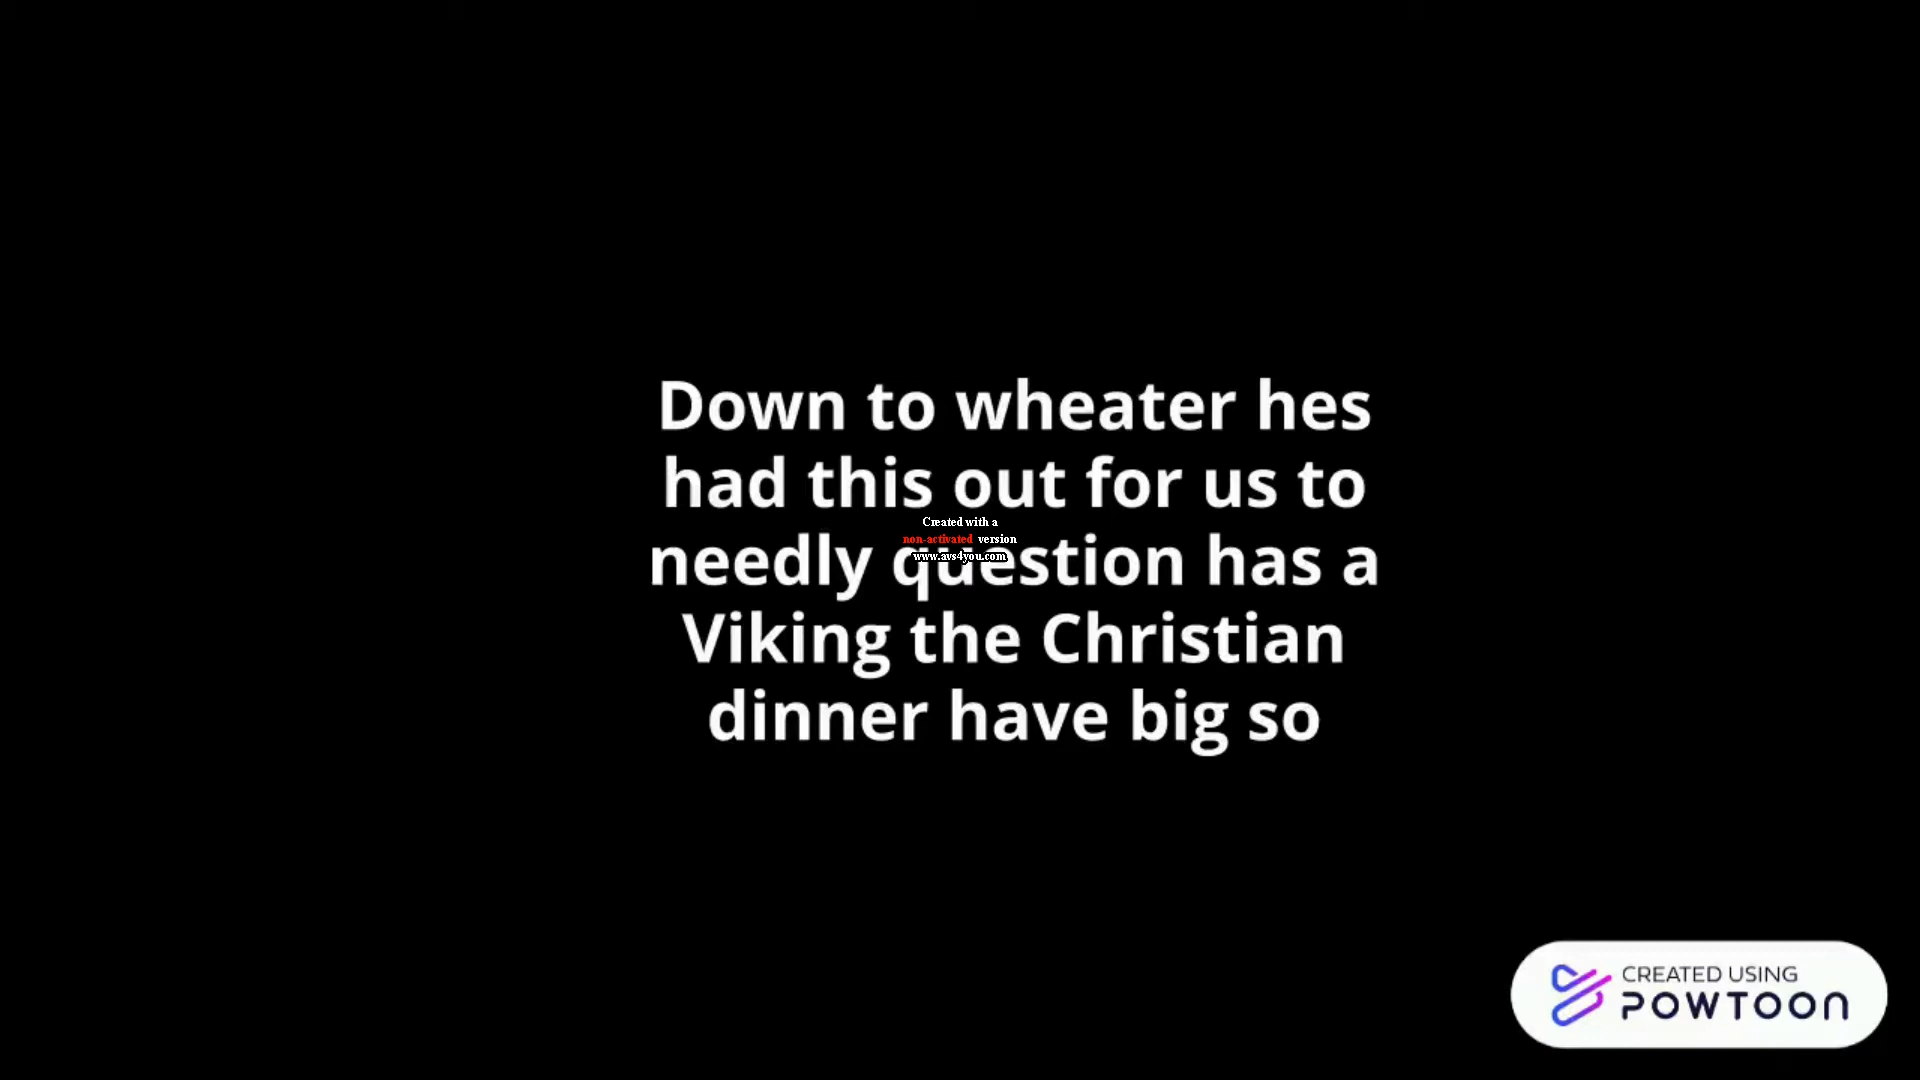 Down to wheater hes
had this out for us to
Created with a
non-activated version
www.avs4you.com
needly question has a
Viking the Christian
dinner have big so
CREATED USING
POWTOON